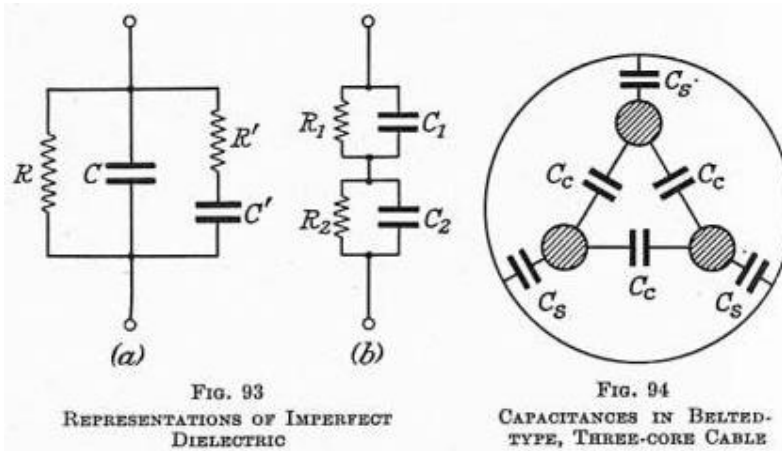 R
C
R'
C'
(a)
R1
C1
R2
C2
(b)
FIG. 93
REPRESENTATIONS OF IMPERFECT
DIELECTRIC
Cs
Cc
Cc
Cc
Cs
Cs
FIG. 94
CAPACITANCES IN BELTED-
TYPE, THREE-CORE CABLE